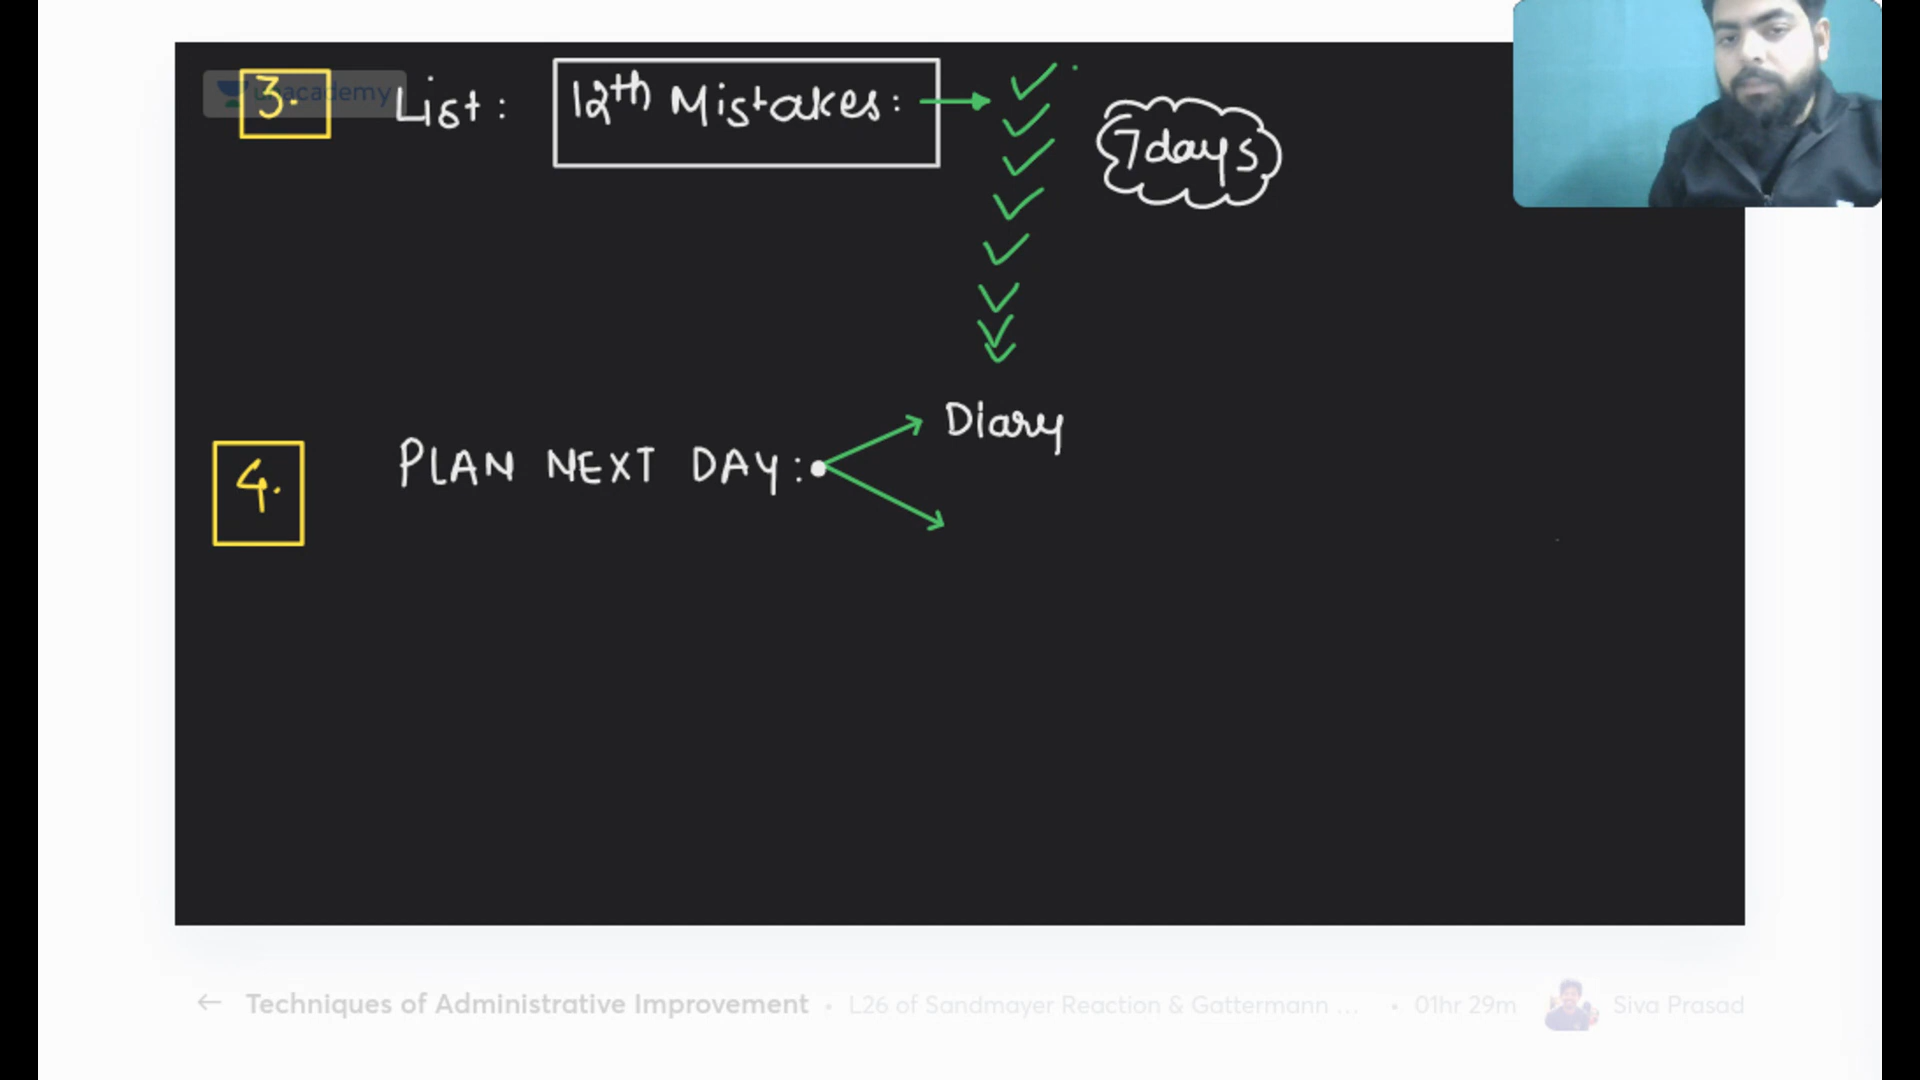 unacademy
3. List: 12th Mistakes:
7days
Diary
4. PLAN NEXT DAY:
← Techniques of Administrative Improvement • L26 of Sandmayer Reaction & Gattermann ... • 01hr 29m Siva Prasad